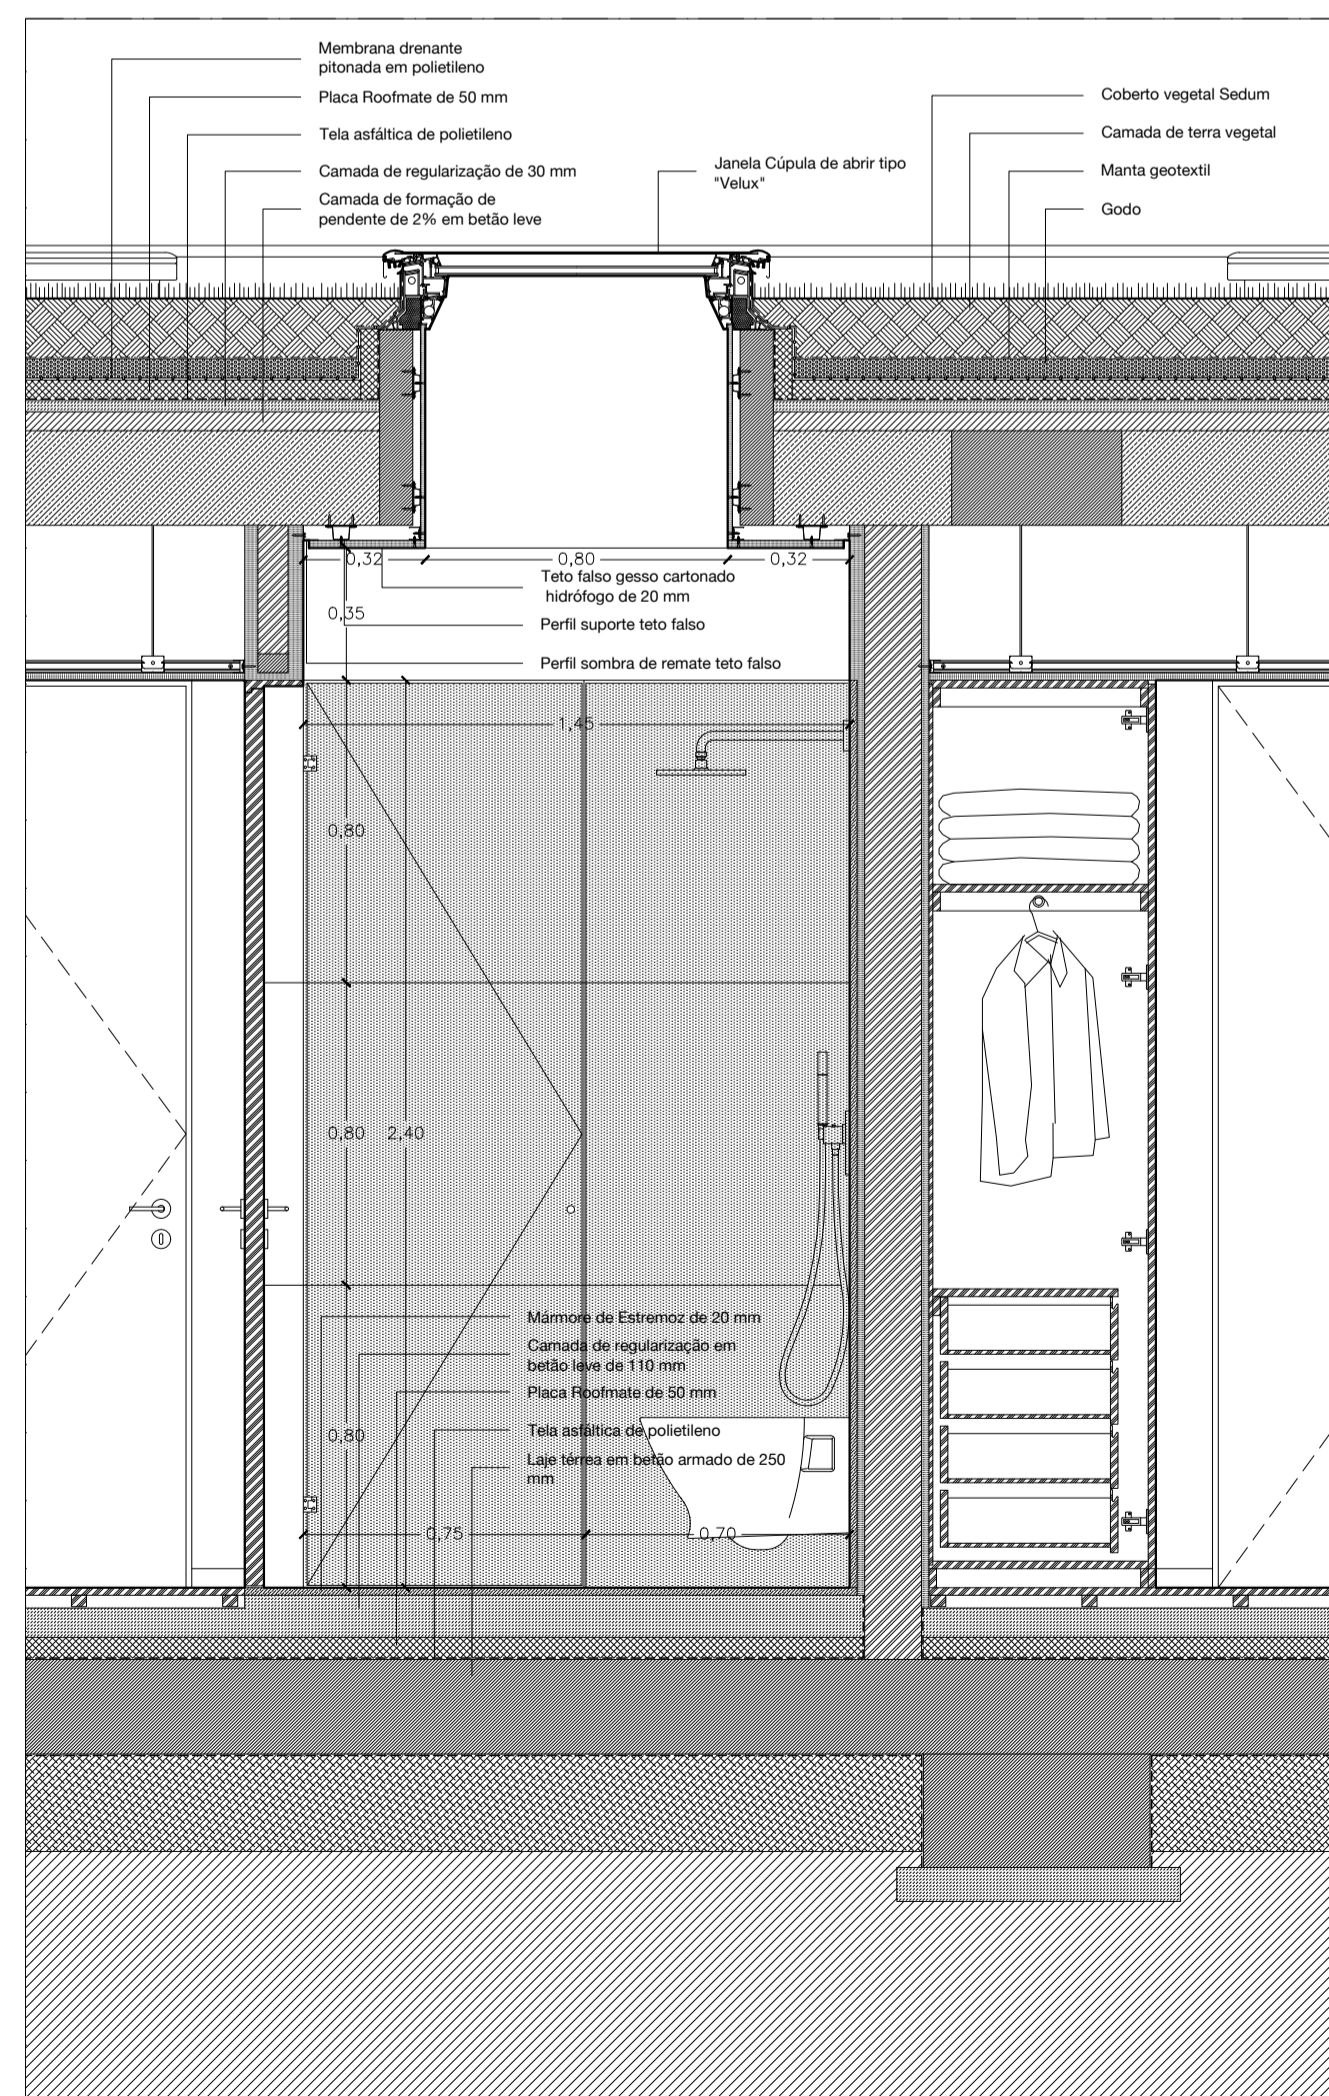 Membrana drenante
pitonada em polietileno
Placa Roofmate de 50 mm
Tela asfáltica de polietileno
Camada de regularização de 30 mm
Camada de formação de
pendente de 2% em betão leve
Janela Cúpula de abrir tipo
"Velux"
Coberto vegetal Sedum
Camada de terra vegetal
Manta geotextil
Godo
0,32
0,80
0,32
Teto falso gesso cartonado
hidrófogo de 20 mm
0,35
Perfil suporte teto falso
Perfil sombra de remate teto falso
1,45
0,80
0,80
2,40
Mármore de Estremoz de 20 mm
Camada de regularização em
betão leve de 110 mm
Placa Roofmate de 50 mm
Tela asfáltica de polietileno
0,80
Laje térrea em betão armado de 250
mm
0,75
0,70